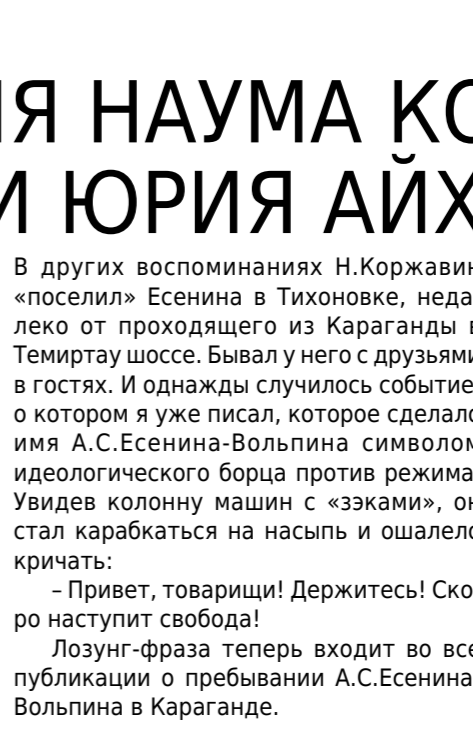 Я НАУМА КО
И ЮРИЯ АЙХ
В других воспоминаниях Н.Коржавин
«поселил» Есенина в Тихоновке, неда-
леко от проходящего из Караганды в
Темиртау шоссе. Бывал у него с друзьями
в гостях. И однажды случилось событие,
о котором я уже писал, которое сделало
имя А.С.Есенина-Вольпина символом
идеологического борца против режима.
Увидев колонну машин с «зэками», он
стал карабкаться на насыпь и ошалело
кричать:
– Привет, товарищи! Держитесь! Ско-
ро наступит свобода!
Лозунг-фраза теперь входит во все
публикации о пребывании А.С.Есенина-
Вольпина в Караганде.